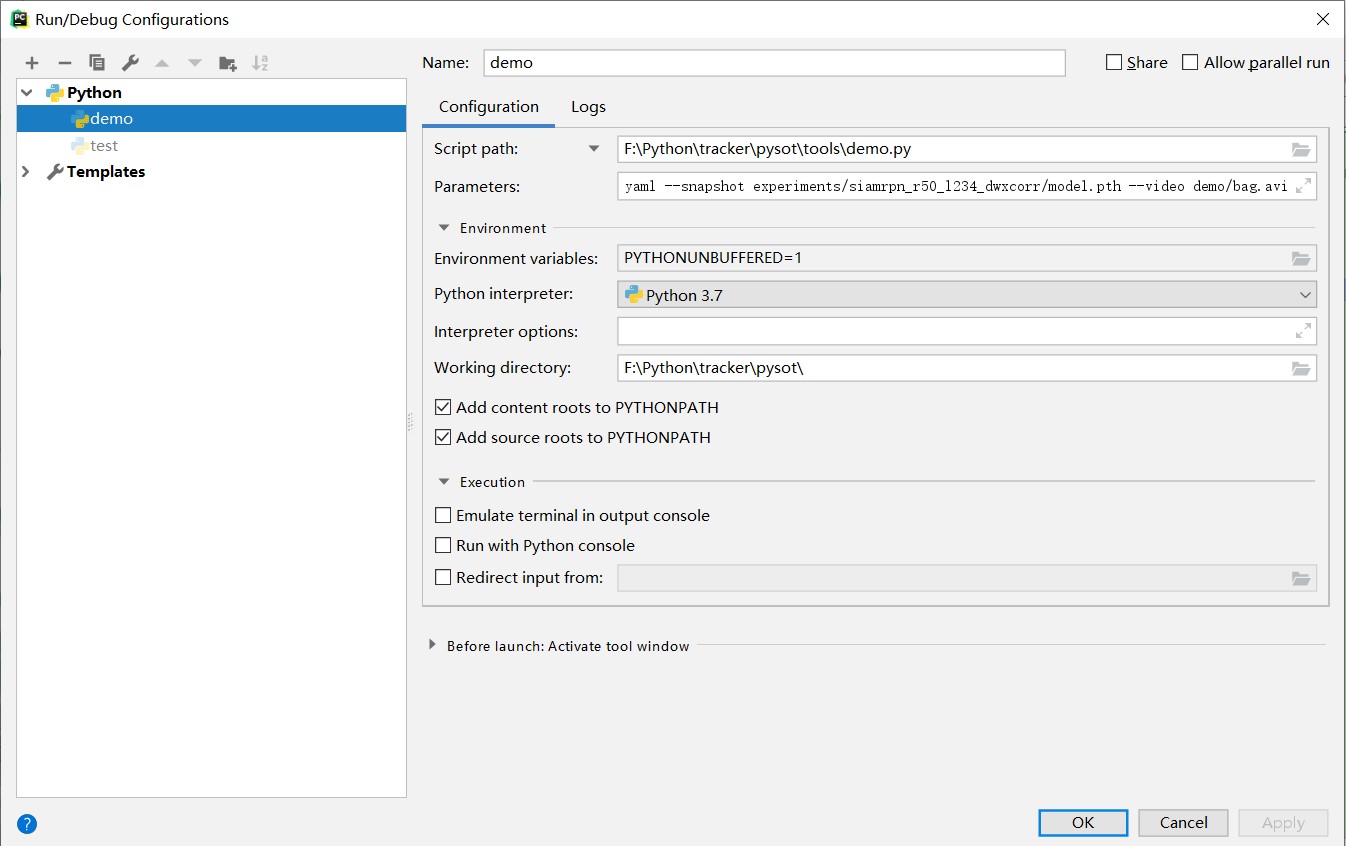 Run/Debug Configurations
Python
demo
test
Templates
Name: demo
Share Allow parallel run
Configuration Logs
Script path: F:\Python\tracker\pysot\tools\demo.py
Parameters: yaml --snapshot experiments/siamrpn_r50_l234_dwxcorr/model.pth --video demo/bag.avi
Environment
Environment variables: PYTHONUNBUFFERED=1
Python interpreter: Python 3.7
Interpreter options:
Working directory: F:\Python\tracker\pysot\
Add content roots to PYTHONPATH
Add source roots to PYTHONPATH
Execution
Emulate terminal in output console
Run with Python console
Redirect input from:
Before launch: Activate tool window
?
OK Cancel Apply